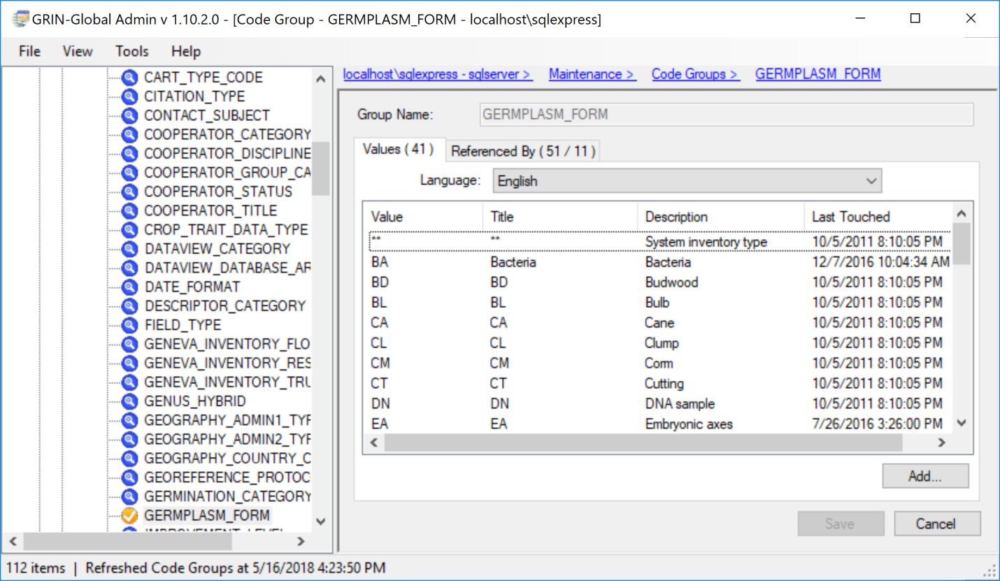 GRIN-Global Admin v 1.10.2.0 - [Code Group - GERMPLASM_FORM - localhost\sqlexpress]
File View Tools Help
CART_TYPE_CODE
CITATION_TYPE
CONTACT_SUBJECT
COOPERATOR_CATEGORY
COOPERATOR_DISCIPLINE
COOPERATOR_GROUP_CA
COOPERATOR_STATUS
COOPERATOR_TITLE
CROP_TRAIT_DATA_TYPE
DATAVIEW_CATEGORY
DATAVIEW_DATABASE_AR
DATE_FORMAT
DESCRIPTOR_CATEGORY
FIELD_TYPE
GENEVA_INVENTORY_FLO
GENEVA_INVENTORY_RES
GENEVA_INVENTORY_TRU
GENUS_HYBRID
GEOGRAPHY_ADMIN1_TYP
GEOGRAPHY_ADMIN2_TYP
GEOGRAPHY_COUNTRY_C
GEOREFERENCE_PROTOC
GERMINATION_CATEGORY
GERMPLASM_FORM
localhost\sqlexpress - sqlserver > Maintenance > Code Groups > GERMPLASM_FORM
Group Name: GERMPLASM_FORM
Values ( 41 ) Referenced By ( 51 / 11 )
Language: English
Value Title Description Last Touched
** ** System inventory type 10/5/2011 8:10:05 PM
BA Bacteria Bacteria 12/7/2016 10:04:34 AM
BD BD Budwood 10/5/2011 8:10:05 PM
BL BL Bulb 10/5/2011 8:10:05 PM
CA CA Cane 10/5/2011 8:10:05 PM
CL CL Clump 10/5/2011 8:10:05 PM
CM CM Corm 10/5/2011 8:10:05 PM
CT CT Cutting 10/5/2011 8:10:05 PM
DN DN DNA sample 10/5/2011 8:10:05 PM
EA EA Embryonic axes 7/26/2016 3:26:00 PM
Add...
Save Cancel
112 items | Refreshed Code Groups at 5/16/2018 4:23:50 PM